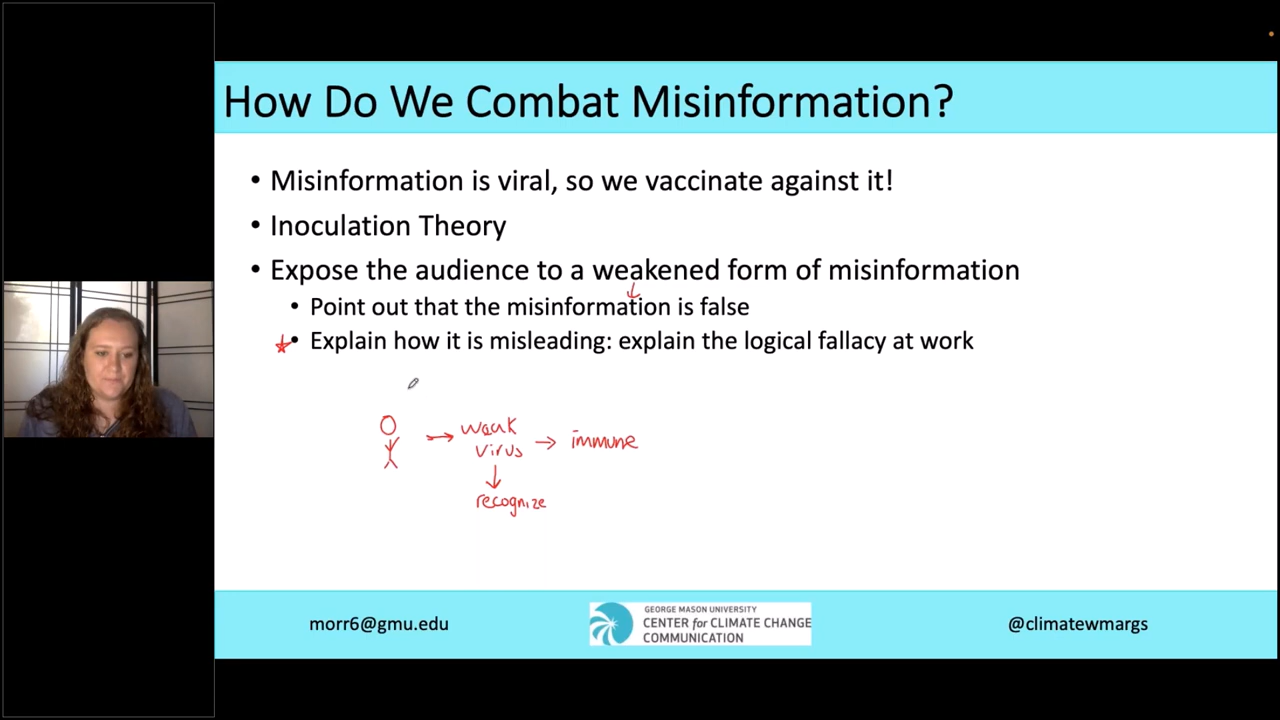 How Do We Combat Misinformation?
• Misinformation is viral, so we vaccinate against it!
• Inoculation Theory
• Expose the audience to a weakened form of misinformation
• Point out that the misinformation is false
• Explain how it is misleading: explain the logical fallacy at work
weak
virus
immune
recognize
morr6@gmu.edu
GEORGE MASON UNIVERSITY
CENTER for CLIMATE CHANGE
COMMUNICATION
@climatewmargs